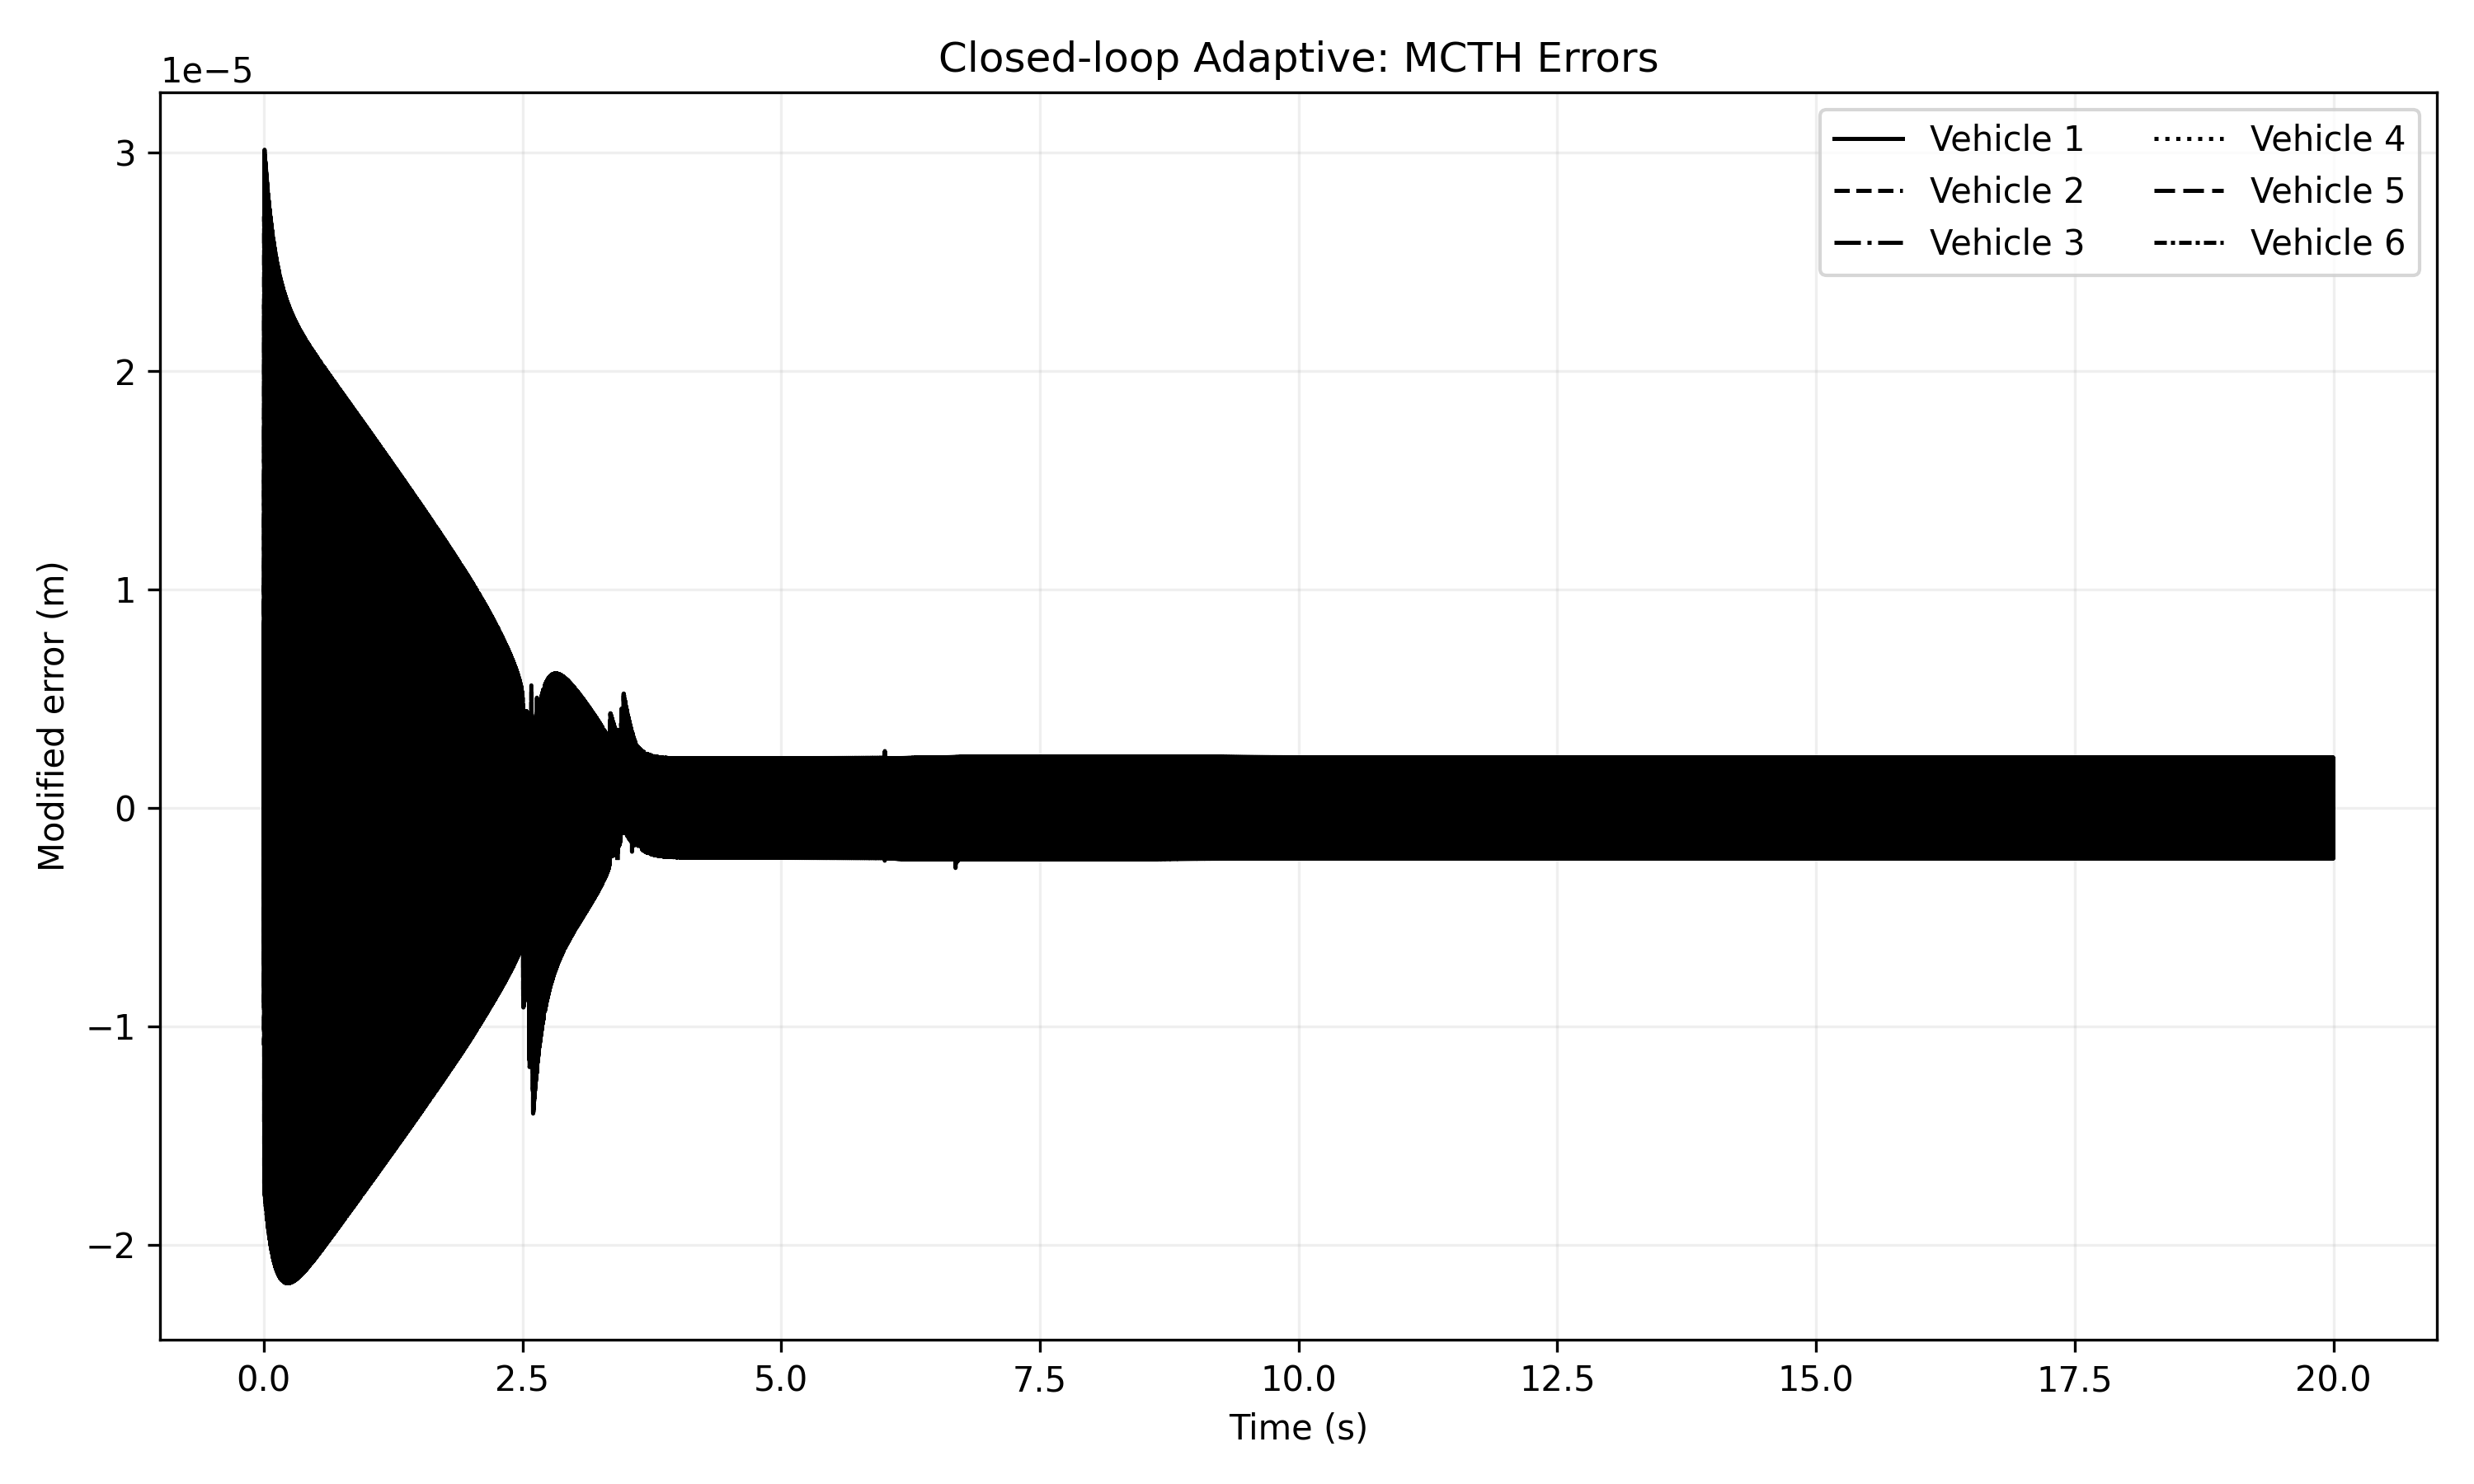 Closed-loop Adaptive: MCTH Errors
1e−5
3
2
1
0
−1
−2
Modified error (m)
Vehicle 1
Vehicle 2
Vehicle 3
Vehicle 4
Vehicle 5
Vehicle 6
0.0 2.5 5.0 7.5 10.0 12.5 15.0 17.5 20.0
Time (s)